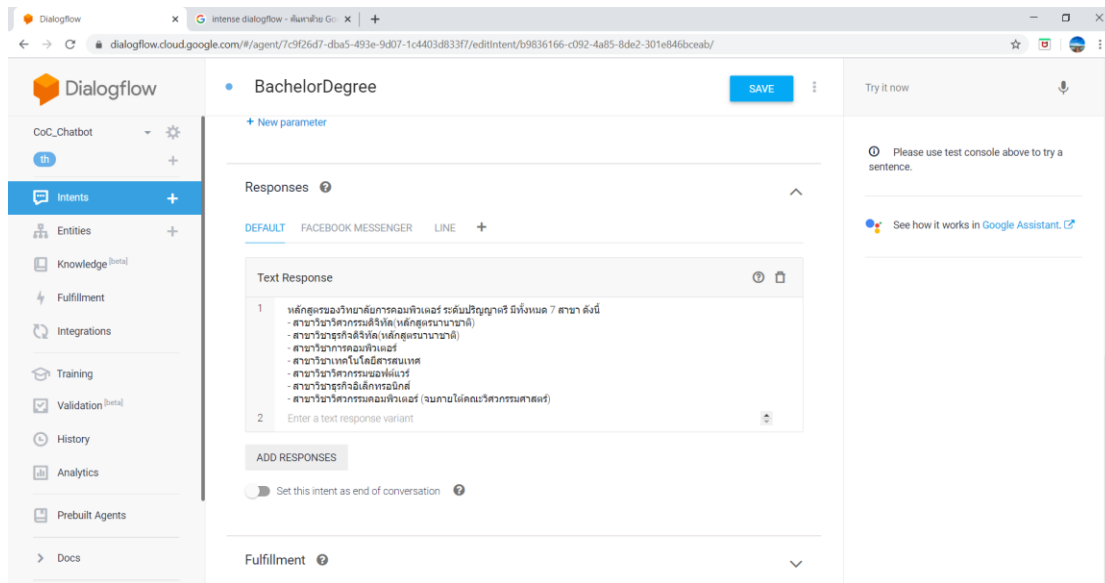 Dialogflow
intense dialogflow - ค้นหาด้วย Go
dialogflow.cloud.google.com/#/agent/7c9f26d7-dba5-493e-9d07-1c4403d833f7/editIntent/b9836166-c092-4a85-8de2-301e846bceab/
Dialogflow
CoC_Chatbot
th
Intents
Entities
Knowledge [beta]
Fulfillment
Integrations
Training
Validation [beta]
History
Analytics
Prebuilt Agents
Docs
BachelorDegree
SAVE
+ New parameter
Responses
DEFAULT FACEBOOK MESSENGER LINE +
Text Response
1 หลักสูตรของวิทยาลัยการคอมพิวเตอร์ ระดับปริญญาตรี มีทั้งหมด 7 สาขา ดังนี้
- สาขาวิชาวิศวกรรมดิจิทัล(หลักสูตรนานาชาติ)
- สาขาวิชาธุรกิจดิจิทัล(หลักสูตรนานาชาติ)
- สาขาวิชาการคอมพิวเตอร์
- สาขาวิชาเทคโนโลยีสารสนเทศ
- สาขาวิชาวิศวกรรมซอฟต์แวร์
- สาขาวิชาธุรกิจอิเล็กทรอนิกส์
- สาขาวิชาวิศวกรรมคอมพิวเตอร์ (จบภายใต้คณะวิศวกรรมศาสตร์)
2 Enter a text response variant
ADD RESPONSES
Set this intent as end of conversation
Fulfillment
Try it now
Please use test console above to try a
sentence.
See how it works in Google Assistant.